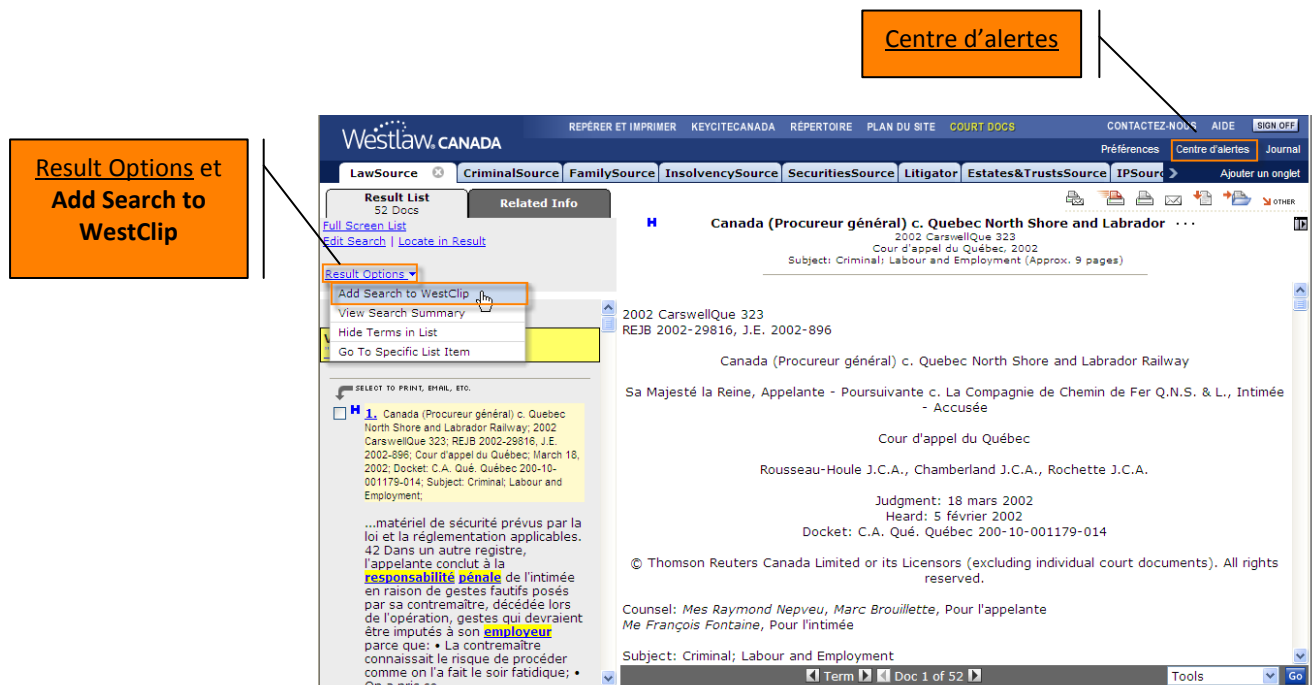 Centre d'alertes
Result Options et
Add Search to
WestClip
Westlaw. CANADA
REPÉRER ET IMPRIMER KEYCITECANADA RÉPERTOIRE PLAN DU SITE COURT DOCS CONTACTEZ-NOUS AIDE SIGN OFF
Préférences Centre d'alertes Journal
LawSource CriminalSource FamilySource InsolvencySource SecuritiesSource Litigator Estates&TrustsSource IPSourc Ajouter un onglet
Result List
52 Docs
Related Info
OTHER
Full Screen List
Edit Search | Locate in Result
Result Options
Add Search to WestClip
View Search Summary
Hide Terms in List
Go To Specific List Item
SELECT TO PRINT, EMAIL, ETC.
H 1. Canada (Procureur général) c. Quebec
North Shore and Labrador Railway; 2002
CarswellQue 323; REJB 2002-29816, J.E.
2002-896; Cour d'appel du Québec; March 18,
2002; Docket: C.A. Qué. Québec 200-10-
001179-014; Subject: Criminal; Labour and
Employment;
...matériel de sécurité prévus par la
loi et la réglementation applicables.
42 Dans un autre registre,
l'appelante conclut à la
responsabilité pénale de l'intimée
en raison de gestes fautifs posés
par sa contremaître, décédée lors
de l'opération, gestes qui devraient
être imputés à son employeur
parce que: • La contremaître
connaissait le risque de procéder
comme on l'a fait le soir fatidique; •
H Canada (Procureur général) c. Quebec North Shore and Labrador ...
2002 CarswellQue 323
Cour d'appel du Québec, 2002
Subject: Criminal; Labour and Employment (Approx. 9 pages)
2002 CarswellQue 323
REJB 2002-29816, J.E. 2002-896
Canada (Procureur général) c. Quebec North Shore and Labrador Railway
Sa Majesté la Reine, Appelante - Poursuivante c. La Compagnie de Chemin de Fer Q.N.S. & L., Intimée
- Accusée
Cour d'appel du Québec
Rousseau-Houle J.C.A., Chamberland J.C.A., Rochette J.C.A.
Judgment: 18 mars 2002
Heard: 5 février 2002
Docket: C.A. Qué. Québec 200-10-001179-014
© Thomson Reuters Canada Limited or its Licensors (excluding individual court documents). All rights
reserved.
Counsel: Mes Raymond Nepveu, Marc Brouillette, Pour l'appelante
Me François Fontaine, Pour l'intimée
Subject: Criminal; Labour and Employment
Term Doc 1 of 52 Tools Go